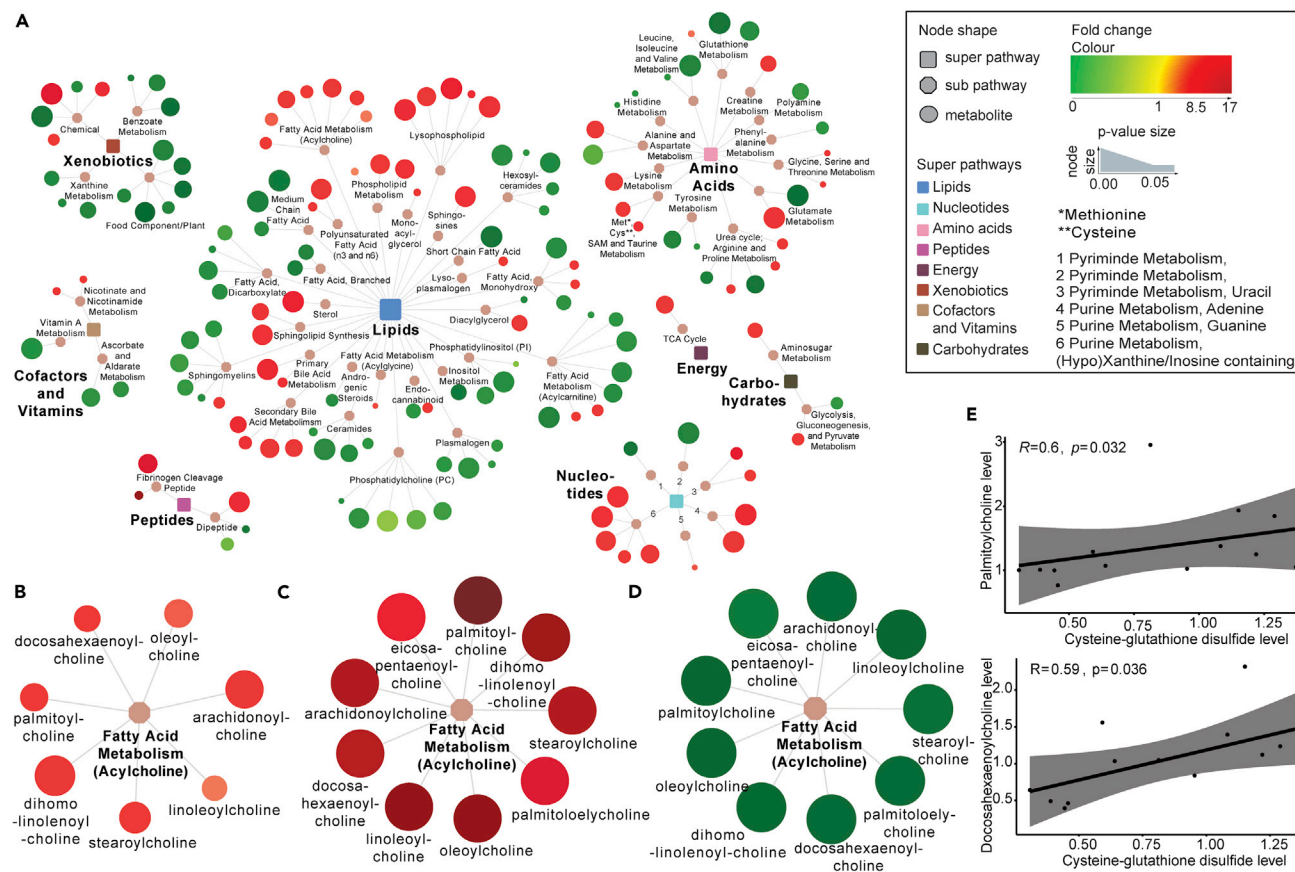 A
Xenobiotics
Chemical
Benzoate
Metabolism
Xanthine
Metabolism
Food Component/Plant
Cofactors
and
Vitamins
Nicotinate and
Nicotinamide
Metabolism
Vitamin A
Metabolism
Ascorbate
and Aldarate
Metabolism
Peptides
Fibrinogen Cleavage
Peptide
Dipeptide
Lipids
Fatty Acid Metabolism
(Acylcholine)
Lysophospholipid
Phospholipid
Metabolism
Hexosyl-
ceramides
Medium
Chain
Fatty Acid
Polyunsaturated
Fatty Acid
(n3 and n6)
Mono-
acyl-
glycerol
Sphingo-
sines
Short Chain Fatty Acid
Fatty Acid,
Dicarboxylate
Fatty Acid, Branched
Lyso-
plasmalogen
Fatty Acid,
Monohydroxy
Sterol
Diacylglycerol
Sphingolipid Synthesis
Phosphatidylinositol (PI)
Primary
Bile Acid
Metabolism
Fatty Acid Metabolism
(Acylglycine)
Inositol
Metabolism
Fatty Acid
Metabolism
(Acylcarnitine)
Sphingomyelins
Andro-
genic
Steroids
Endo-
cannabinoid
Secondary Bile
Acid Metabolimsm
Ceramides
Plasmalogen
Phosphatidylcholine (PC)
Amino
Acids
Leucine,
Isoleucine
and Valine
Metabolism
Glutathione
Metabolism
Histidine
Metabolism
Creatine
Metabolism
Polyamine
Metabolism
Alanine and
Aspartate
Metabolism
Phenyl-
alanine
Metabolism
Lysine
Metabolism
Glycine, Serine and
Threonine Metabolism
Tyrosine
Metabolism
Glutamate
Metabolism
Met*,
Cys**,
SAM and Taurine
Metabolism
Urea cycle;
Arginine and
Proline Metabolism
TCA Cycle
Energy
Aminosugar
Metabolism
Carbo-
hydrates
Glycolysis,
Gluconeogenesis,
and Pyruvate
Metabolism
Nucleo-
tides
1
2
3
4
5
6
Node shape
super pathway
sub pathway
metabolite
Super pathways
Lipids
Nucleotides
Amino acids
Peptides
Energy
Xenobiotics
Cofactors
and Vitamins
Carbohydrates
Fold change
Colour
0 1 8.5 17
p-value size
node
size
0.00 0.05
*Methionine
**Cysteine
1 Pyriminde Metabolism,
2 Pyriminde Metabolism,
3 Pyriminde Metabolism, Uracil
4 Purine Metabolism, Adenine
5 Purine Metabolism, Guanine
6 Purine Metabolism,
(Hypo)Xanthine/Inosine containing
B
docosahexaenoyl-
choline
oleoyl-
choline
palmitoyl-
choline
arachidonoyl-
choline
Fatty Acid
Metabolism
(Acylcholine)
dihomo
-linolenoyl
-choline
linoleoylcholine
stearoylcholine
C
eicosa-
pentaenoyl-
choline
palmitoyl-
choline
dihomo
-linolenoyl
-choline
arachidonoylcholine
Fatty Acid
Metabolism
(Acylcholine)
stearoylcholine
docosa-
hexaenoyl-
choline
palmitoloelycholine
linoleoyl-
choline
oleoylcholine
D
eicosa-
pentaenoyl-
choline
arachidonoyl-
choline
linoleoylcholine
palmitoylcholine
Fatty Acid
Metabolism
(Acylcholine)
stearoyl-
choline
oleoylcholine
palmitoloely-
choline
dihomo
-linolenoyl-choline
docosahexaenoyl-
choline
E
R=0.6, p=0.032
Palmitoylcholine level
3
2
1
0.50 0.75 1.00 1.25
Cysteine-glutathione disulfide level
R=0.59, p=0.036
Docosahexaenoylcholine level
2.0
1.5
1.0
0.5
0.50 0.75 1.00 1.25
Cysteine-glutathione disulfide level